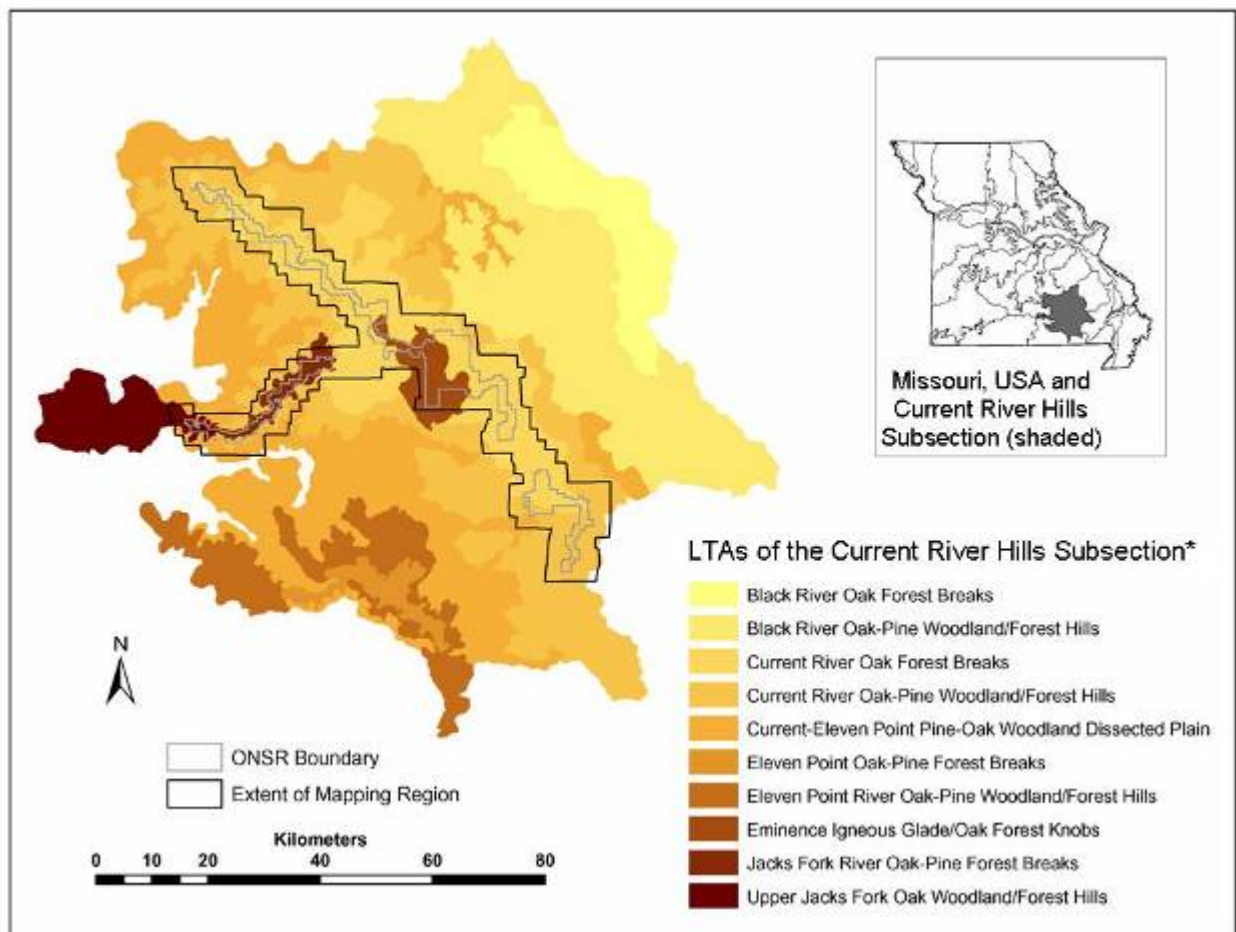 Missouri, USA and
Current River Hills
Subsection (shaded)
LTAs of the Current River Hills Subsection*
Black River Oak Forest Breaks
Black River Oak-Pine Woodland/Forest Hills
Current River Oak Forest Breaks
Current River Oak-Pine Woodland/Forest Hills
Current-Eleven Point Pine-Oak Woodland Dissected Plain
Eleven Point Oak-Pine Forest Breaks
Eleven Point River Oak-Pine Woodland/Forest Hills
Eminence Igneous Glade/Oak Forest Knobs
Jacks Fork River Oak-Pine Forest Breaks
Upper Jacks Fork Oak Woodland/Forest Hills
N
ONSR Boundary
Extent of Mapping Region
Kilometers
0 10 20 40 60 80